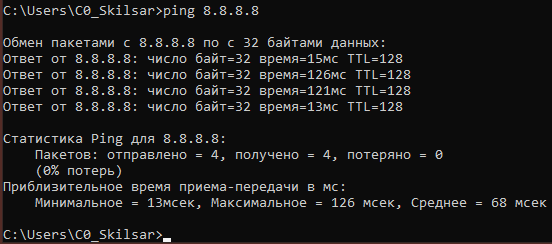 C:\Users\C0_Skilsar>ping 8.8.8.8
Обмен пакетами с 8.8.8.8 по с 32 байтами данных:
Ответ от 8.8.8.8: число байт=32 время=15мс TTL=128
Ответ от 8.8.8.8: число байт=32 время=126мс TTL=128
Ответ от 8.8.8.8: число байт=32 время=121мс TTL=128
Ответ от 8.8.8.8: число байт=32 время=13мс TTL=128
Статистика Ping для 8.8.8.8:
Пакетов: отправлено = 4, получено = 4, потеряно = 0
(0% потерь)
Приблизительное время приема-передачи в мс:
Минимальное = 13мсек, Максимальное = 126 мсек, Среднее = 68 мсек
C:\Users\C0_Skilsar>